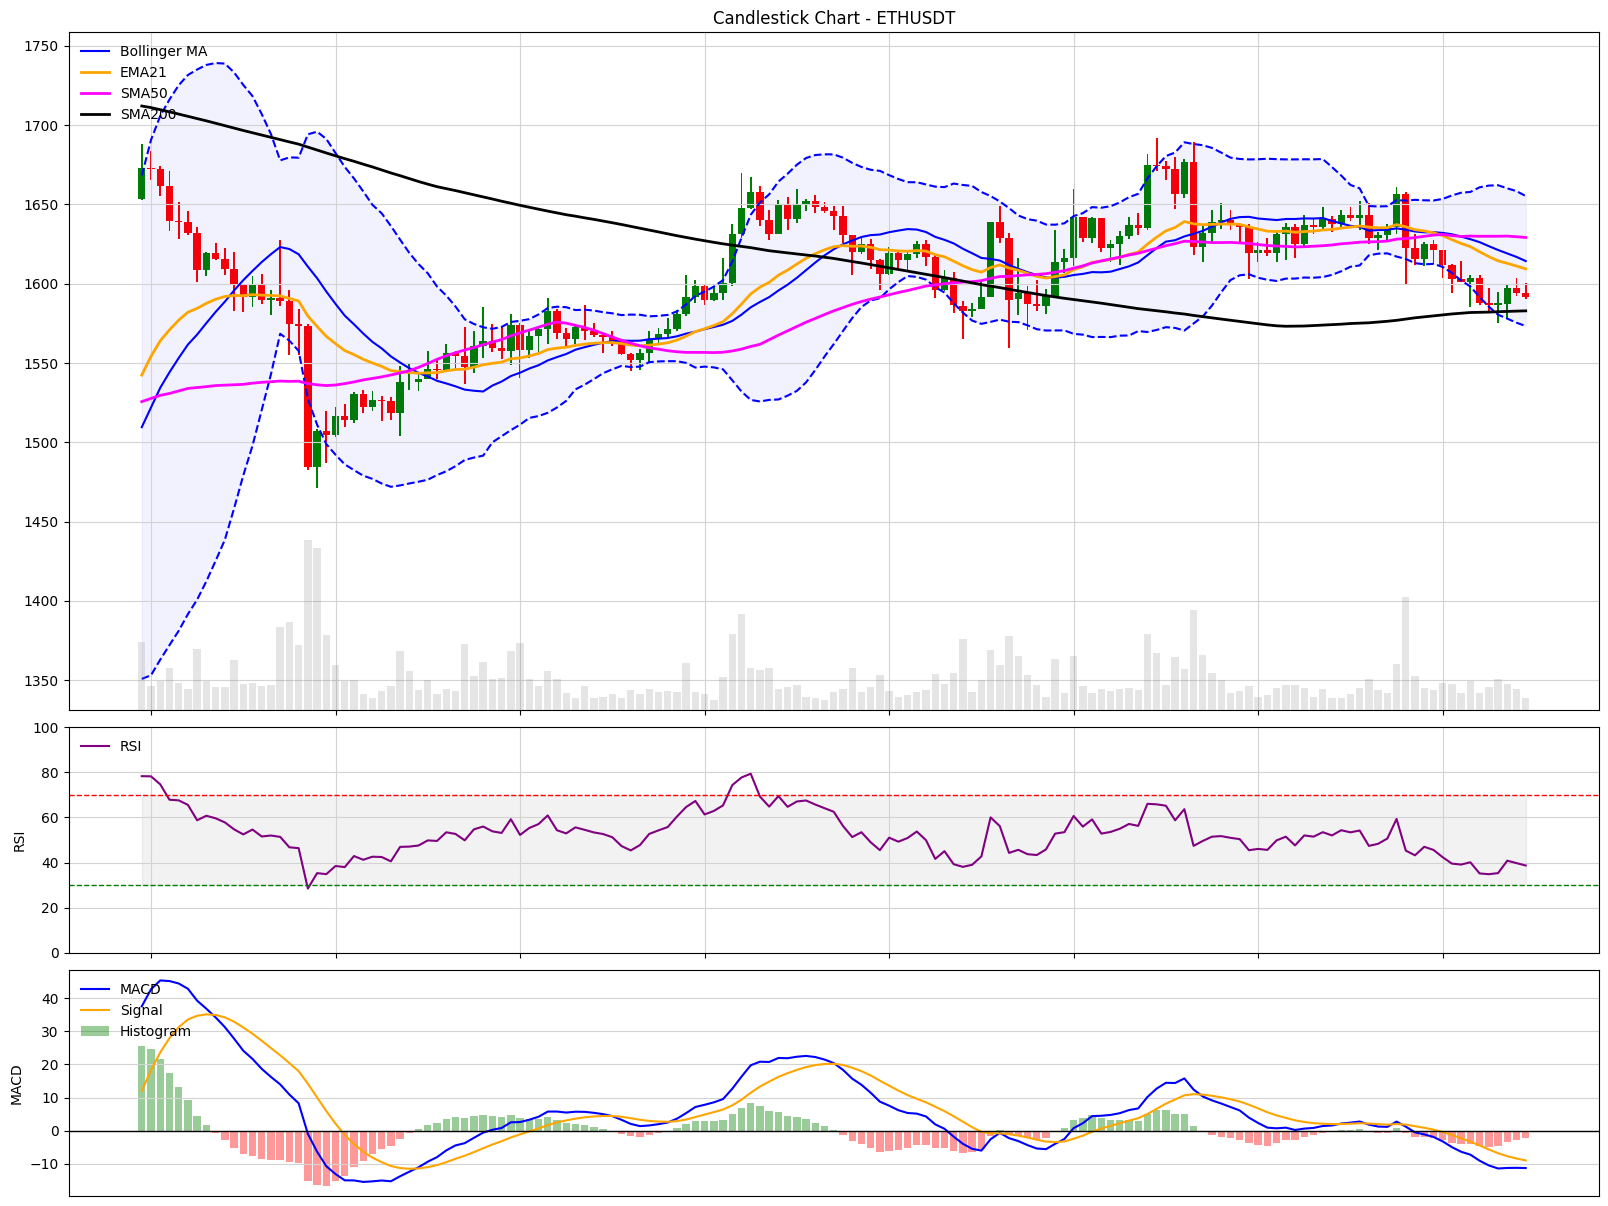 Candlestick Chart - ETHUSDT
1750
1700
1650
1600
1550
1500
1450
1400
1350
Bollinger MA
EMA21
SMA50
SMA200
100
80
60
40
20
0
RSI
RSI
40
30
20
10
0
−10
MACD
MACD
Signal
Histogram